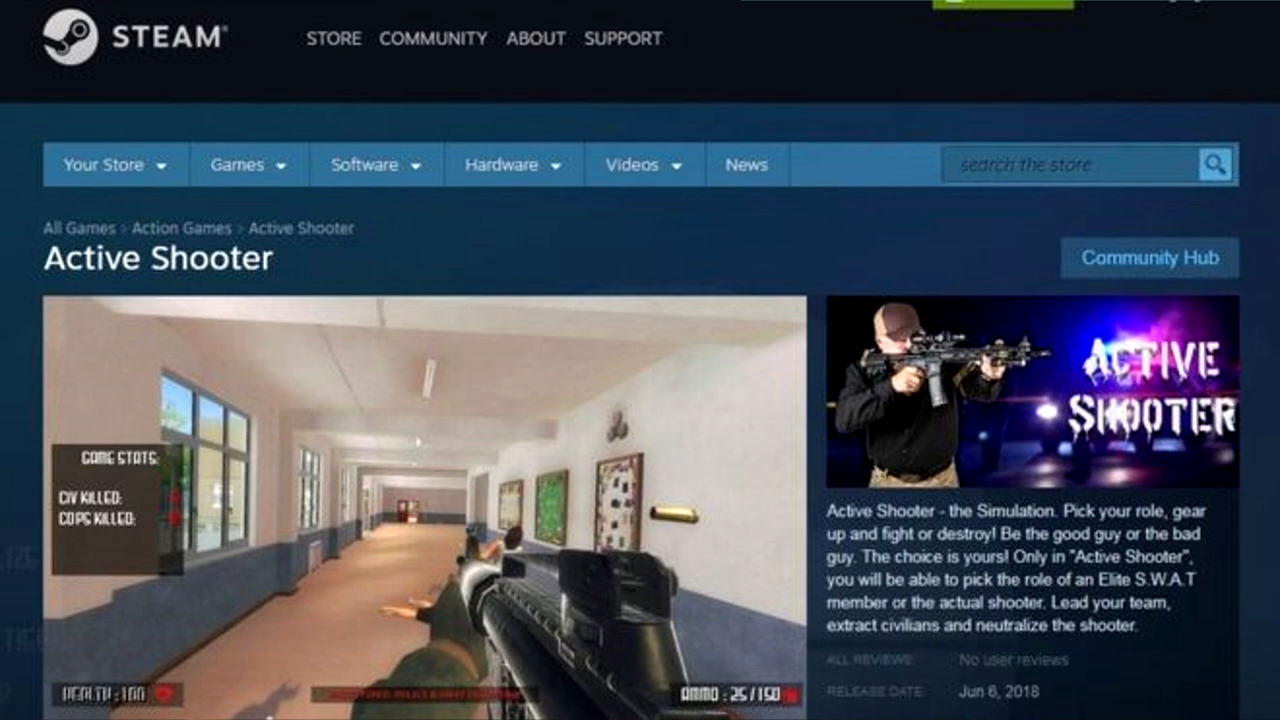 STEAM®
STORE COMMUNITY ABOUT SUPPORT
Your Store Games Software Hardware Videos News search the store
All Games > Action Games > Active Shooter
Active Shooter
Community Hub
GAME STATS:
CIV KILLED:
COPS KILLED:
HEALTH : 100
AMMO : 25 / 150
ACTIVE
SHOOTER
Active Shooter - the Simulation. Pick your role, gear
up and fight or destroy! Be the good guy or the bad
guy. The choice is yours! Only in "Active Shooter",
you will be able to pick the role of an Elite S.W.A.T
member or the actual shooter. Lead your team,
extract civilians and neutralize the shooter.
ALL REVIEWS: No user reviews
RELEASE DATE: Jun 6, 2018